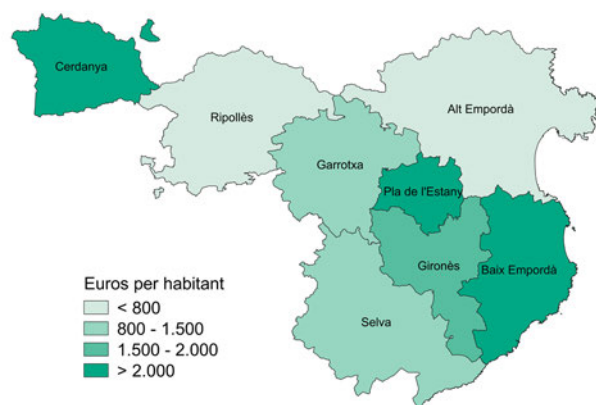 Cerdanya
Ripollès
Alt Empordà
Garrotxa
Pla de l'Estany
Gironès
Baix Empordà
Selva
Euros per habitant
< 800
800 - 1.500
1.500 - 2.000
> 2.000